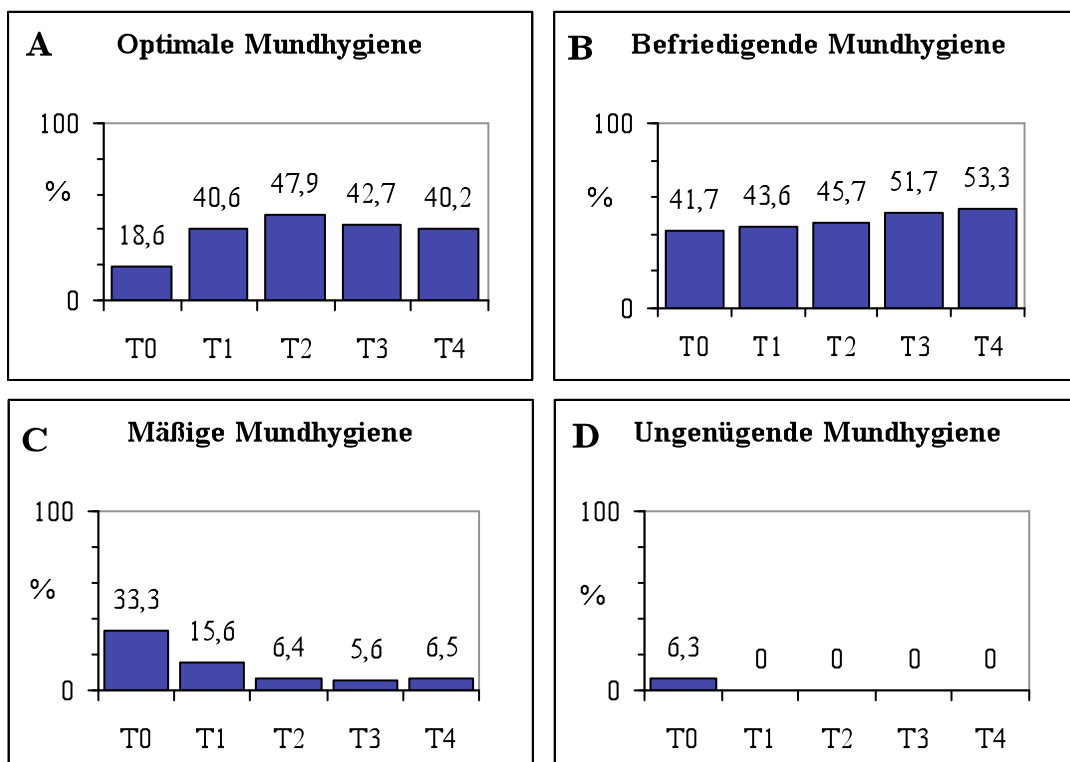 A Optimale Mundhygiene
100
%
0
18,6 40,6 47,9 42,7 40,2
T0 T1 T2 T3 T4
B Befriedigende Mundhygiene
100
%
0
41,7 43,6 45,7 51,7 53,3
T0 T1 T2 T3 T4
C Mäßige Mundhygiene
100
%
0
33,3 15,6 6,4 5,6 6,5
T0 T1 T2 T3 T4
D Ungenügende Mundhygiene
100
%
0
6,3 0 0 0 0
T0 T1 T2 T3 T4